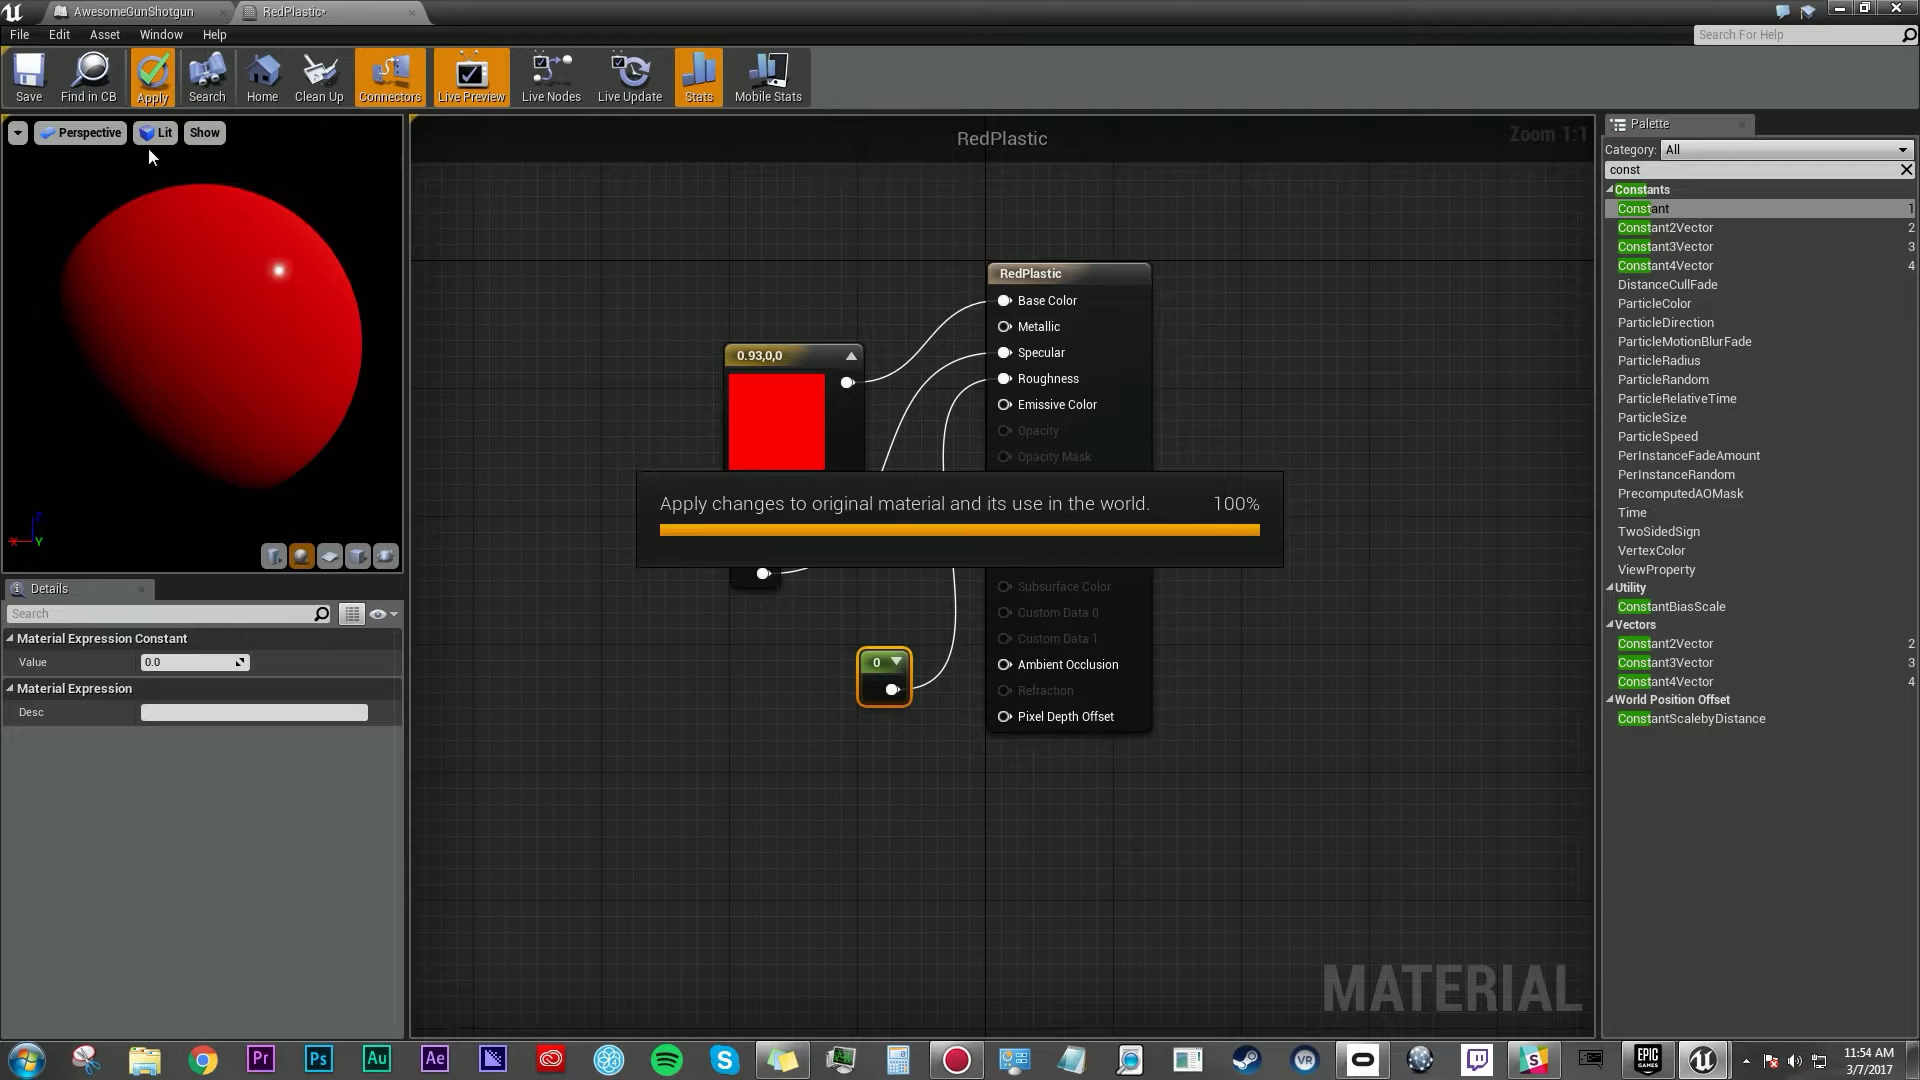 AwesomeGunShotgun
RedPlastic*
File Edit Asset Window Help
Search For Help
Save Find in CB Apply Search Home Clean Up Connectors Live Preview Live Nodes Live Update Stats Mobile Stats
Perspective Lit Show
RedPlastic
Zoom 1:1
Palette
Category: All
const
Constants
Constant 1
Constant2Vector 2
Constant3Vector 3
Constant4Vector 4
DistanceCullFade
ParticleColor
ParticleDirection
ParticleMotionBlurFade
ParticleRadius
ParticleRandom
ParticleRelativeTime
ParticleSize
ParticleSpeed
PerInstanceFadeAmount
PerInstanceRandom
PrecomputedAOMask
Time
TwoSidedSign
VertexColor
ViewProperty
Utility
ConstantBiasScale
Vectors
Constant2Vector 2
Constant3Vector 3
Constant4Vector 4
World Position Offset
ConstantScalebyDistance
RedPlastic
Base Color
Metallic
Specular
Roughness
Emissive Color
Opacity
Opacity Mask
0.93,0,0
Apply changes to original material and its use in the world. 100%
Subsurface Color
Custom Data 0
Custom Data 1
Ambient Occlusion
Refraction
Pixel Depth Offset
0
X Y Z
Details
Search
Material Expression Constant
Value 0.0
Material Expression
Desc
MATERIAL
Pr Ps Au Ae
VR
EPIC
GAMES
11:54 AM
3/7/2017